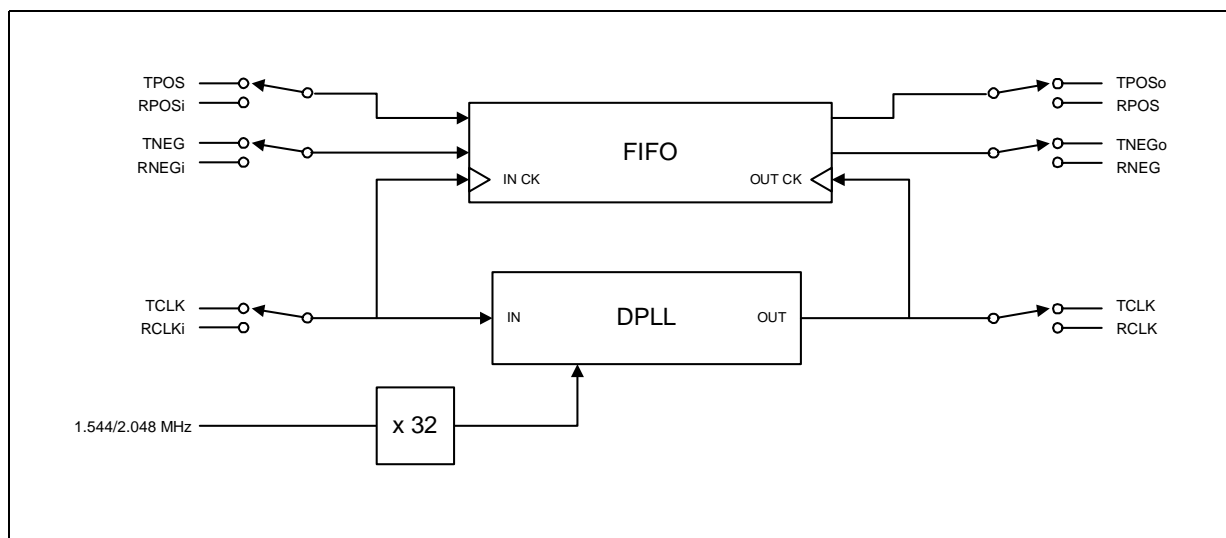 TPOS
RPOSi
TNEG
RNEGi
FIFO
IN CK
OUT CK
TPOSo
RPOS
TNEGo
RNEG
TCLK
RCLKi
IN
DPLL
OUT
TCLK
RCLK
1.544/2.048 MHz
x 32